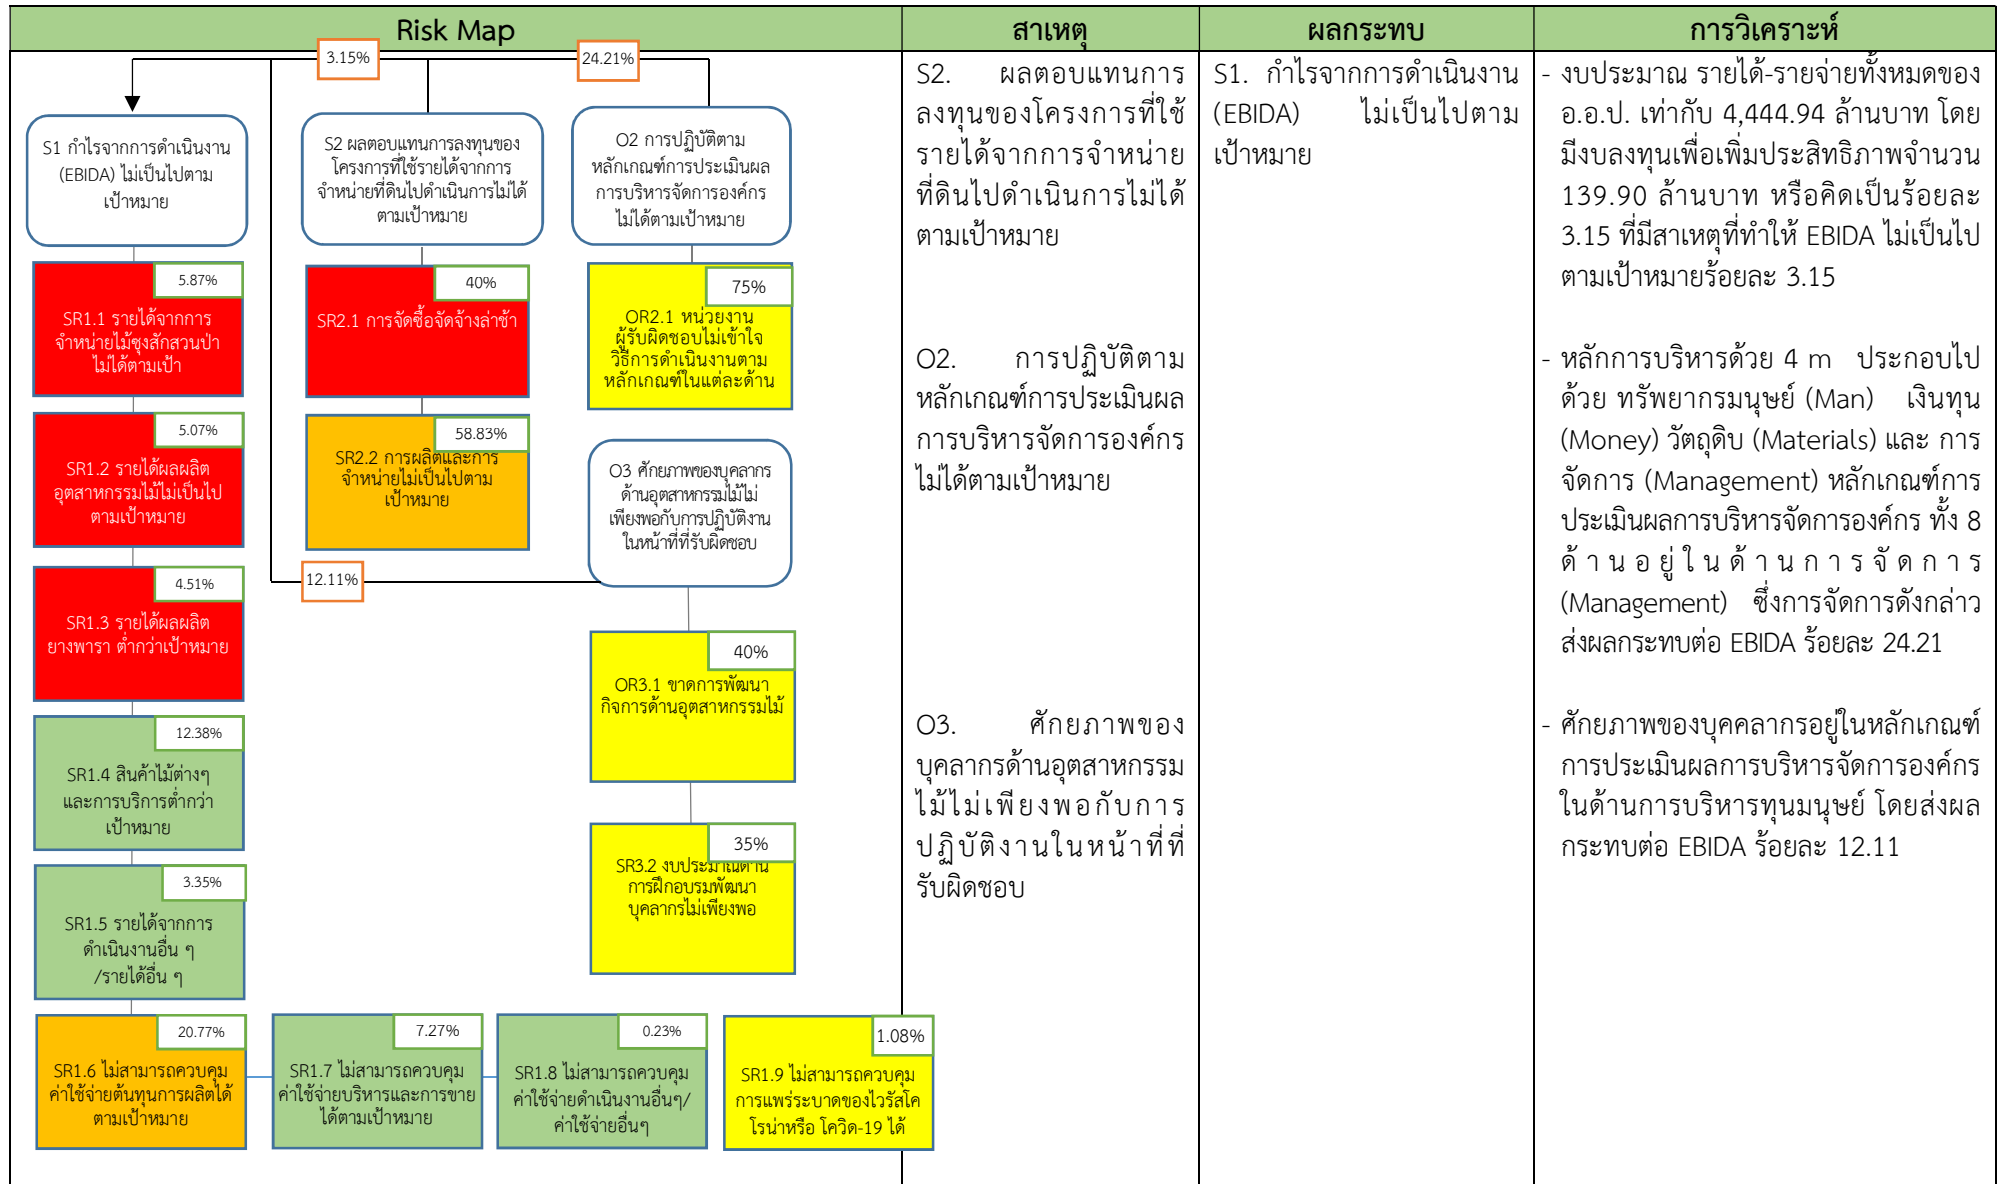 Risk Map
สาเหตุ
ผลกระทบ
การวิเคราะห์
3.15%
24.21%
S1 กำไรจากการดำเนินงาน
(EBIDA) ไม่เป็นไปตาม
เป้าหมาย
S2 ผลตอบแทนการลงทุนของ
โครงการที่ใช้รายได้จากการ
จำหน่ายที่ดินไปดำเนินการไม่ได้
ตามเป้าหมาย
O2 การปฏิบัติตาม
หลักเกณฑ์การประเมินผล
การบริหารจัดการองค์กร
ไม่ได้ตามเป้าหมาย
5.87%
SR1.1 รายได้จากการ
จำหน่ายไม้ซุงสักสวนป่า
ไม่ได้ตามเป้า
40%
SR2.1 การจัดซื้อจัดจ้างล่าช้า
75%
OR2.1 หน่วยงาน
ผู้รับผิดชอบไม่เข้าใจ
วิธีการดำเนินงานตาม
หลักเกณฑ์ในแต่ละด้าน
5.07%
SR1.2 รายได้ผลผลิต
อุตสาหกรรมไม้ไม่เป็นไป
ตามเป้าหมาย
58.83%
SR2.2 การผลิตและการ
จำหน่ายไม่เป็นไปตาม
เป้าหมาย
O3 ศักยภาพของบุคลากร
ด้านอุตสาหกรรมไม้ไม่
เพียงพอกับการปฏิบัติงาน
ในหน้าที่ที่รับผิดชอบ
12.11%
4.51%
SR1.3 รายได้ผลผลิต
ยางพารา ต่ำกว่าเป้าหมาย
40%
OR3.1 ขาดการพัฒนา
กิจการด้านอุตสาหกรรมไม้
12.38%
SR1.4 สินค้าไม้ต่างๆ
และการบริการต่ำกว่า
เป้าหมาย
35%
SR3.2 งบประมาณด้าน
การฝึกอบรมพัฒนา
บุคลากรไม่เพียงพอ
3.35%
SR1.5 รายได้จากการ
ดำเนินงานอื่น ๆ
/รายได้อื่น ๆ
20.77%
SR1.6 ไม่สามารถควบคุม
ค่าใช้จ่ายต้นทุนการผลิตได้
ตามเป้าหมาย
7.27%
SR1.7 ไม่สามารถควบคุม
ค่าใช้จ่ายบริหารและการขาย
ได้ตามเป้าหมาย
0.23%
SR1.8 ไม่สามารถควบคุม
ค่าใช้จ่ายดำเนินงานอื่นๆ/
ค่าใช้จ่ายอื่นๆ
1.08%
SR1.9 ไม่สามารถควบคุม
การแพร่ระบาดของไวรัสโค
โรน่าหรือ โควิด-19 ได้
S2. ผลตอบแทนการ
ลงทุนของโครงการที่ใช้
รายได้จากการจำหน่าย
ที่ดินไปดำเนินการไม่ได้
ตามเป้าหมาย
O2. การปฏิบัติตาม
หลักเกณฑ์การประเมินผล
การบริหารจัดการองค์กร
ไม่ได้ตามเป้าหมาย
O3. ศักยภาพของ
บุคลากรด้านอุตสาหกรรม
ไม้ไม่เพียงพอกับการ
ปฏิบัติงานในหน้าที่ที่
รับผิดชอบ
S1. กำไรจากการดำเนินงาน
(EBIDA) ไม่เป็นไปตาม
เป้าหมาย
- งบประมาณ รายได้-รายจ่ายทั้งหมดของ
อ.อ.ป. เท่ากับ 4,444.94 ล้านบาท โดย
มีงบลงทุนเพื่อเพิ่มประสิทธิภาพจำนวน
139.90 ล้านบาท หรือคิดเป็นร้อยละ
3.15 ที่มีสาเหตุที่ทำให้ EBIDA ไม่เป็นไป
ตามเป้าหมายร้อยละ 3.15
- หลักการบริหารด้วย 4 m ประกอบไป
ด้วย ทรัพยากรมนุษย์ (Man) เงินทุน
(Money) วัตถุดิบ (Materials) และ การ
จัดการ (Management) หลักเกณฑ์การ
ประเมินผลการบริหารจัดการองค์กร ทั้ง 8
ด้านอยู่ในด้านการจัดการ
(Management) ซึ่งการจัดการดังกล่าว
ส่งผลกระทบต่อ EBIDA ร้อยละ 24.21
- ศักยภาพของบุคคลากรอยู่ในหลักเกณฑ์
การประเมินผลการบริหารจัดการองค์กร
ในด้านการบริหารทุนมนุษย์ โดยส่งผล
กระทบต่อ EBIDA ร้อยละ 12.11